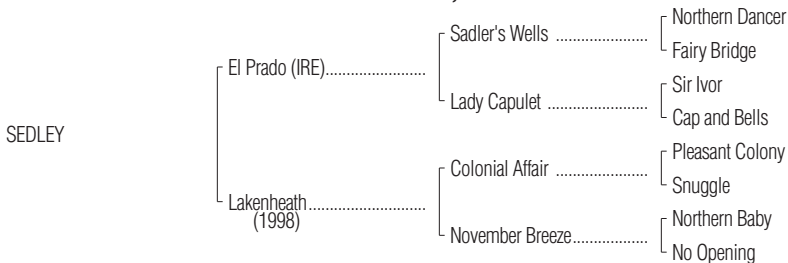 Northern Dancer
Sadler's Wells ......................
Fairy Bridge
El Prado (IRE)........................
Sir Ivor
Lady Capulet ........................
Cap and Bells
SEDLEY
Pleasant Colony
Colonial Affair ......................
Snuggle
Lakenheath............................
(1998)
Northern Baby
November Breeze..................
No Opening